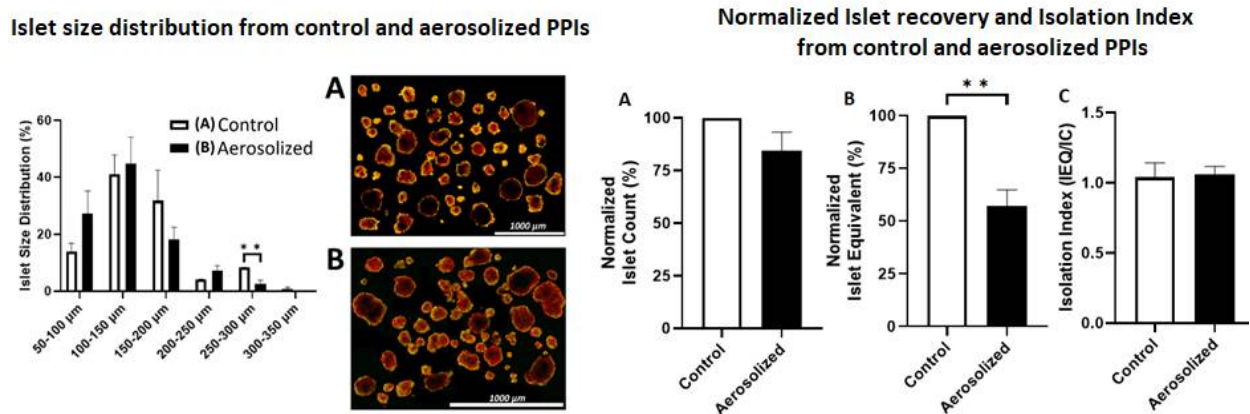 Islet size distribution from control and aerosolized PPIs
Islet Size Distribution (%)
60
40
20
0
(A) Control
(B) Aerosolized
* *
50-100 µm
100-150 µm
150-200 µm
200-250 µm
250-300 µm
300-350 µm
A
1000 µm
B
1000 µm
Normalized Islet recovery and Isolation Index
from control and aerosolized PPIs
A
Normalized
Islet Count (%)
100
75
50
25
0
Control
Aerosolized
B
* *
Normalized
Islet Equivalent (%)
100
75
50
25
0
Control
Aerosolized
C
Isolation Index (IEQ/IC)
1.5
1.0
0.5
0.0
Control
Aerosolized